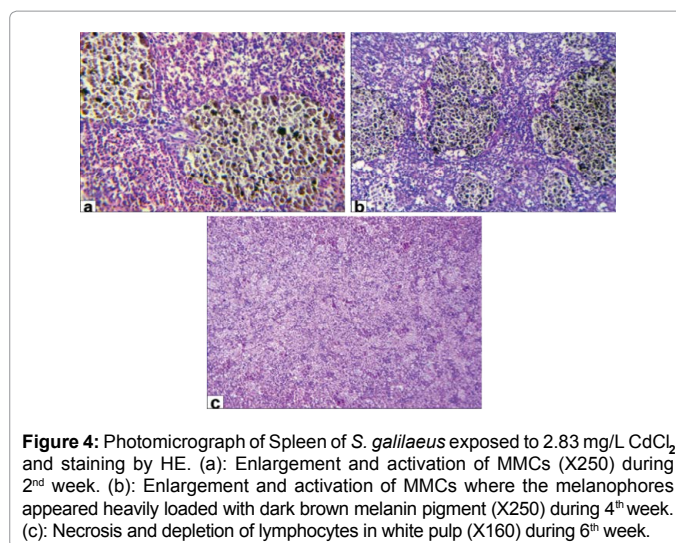 a
b
c
Figure 4: Photomicrograph of Spleen of S. galilaeus exposed to 2.83 mg/L CdCl2
and staining by HE. (a): Enlargement and activation of MMCs (X250) during
2nd week. (b): Enlargement and activation of MMCs where the melanophores
appeared heavily loaded with dark brown melanin pigment (X250) during 4th week.
(c): Necrosis and depletion of lymphocytes in white pulp (X160) during 6th week.